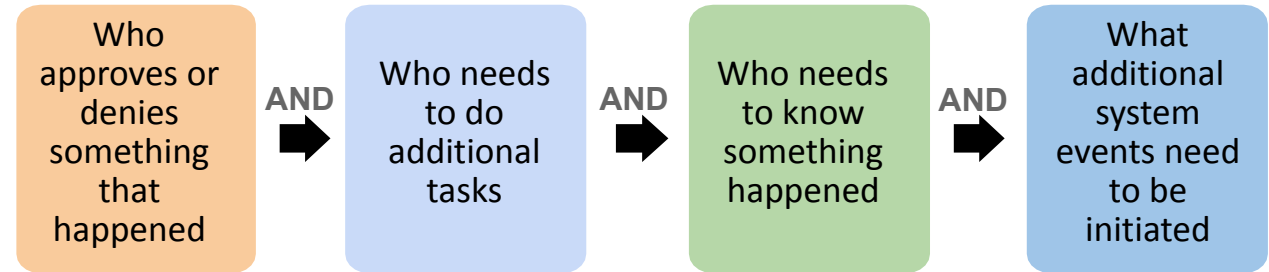 Who
approves or
denies
something
that
happened
AND
Who needs
to do
additional
tasks
AND
Who needs
to know
something
happened
AND
What
additional
system
events need
to be
initiated